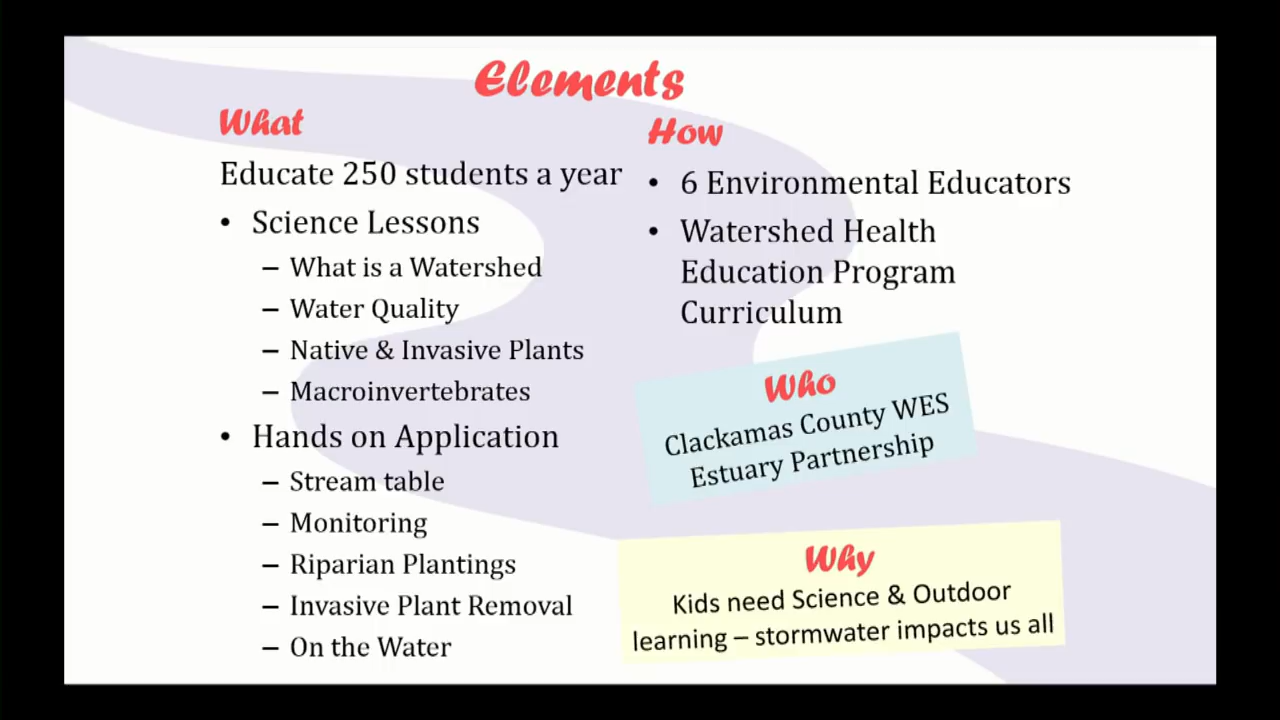 Elements
What
Educate 250 students a year
• Science Lessons
– What is a Watershed
– Water Quality
– Native & Invasive Plants
– Macroinvertebrates
• Hands on Application
– Stream table
– Monitoring
– Riparian Plantings
– Invasive Plant Removal
– On the Water
How
• 6 Environmental Educators
• Watershed Health
Education Program
Curriculum
Who
Clackamas County WES
Estuary Partnership
Why
Kids need Science & Outdoor
learning – stormwater impacts us all